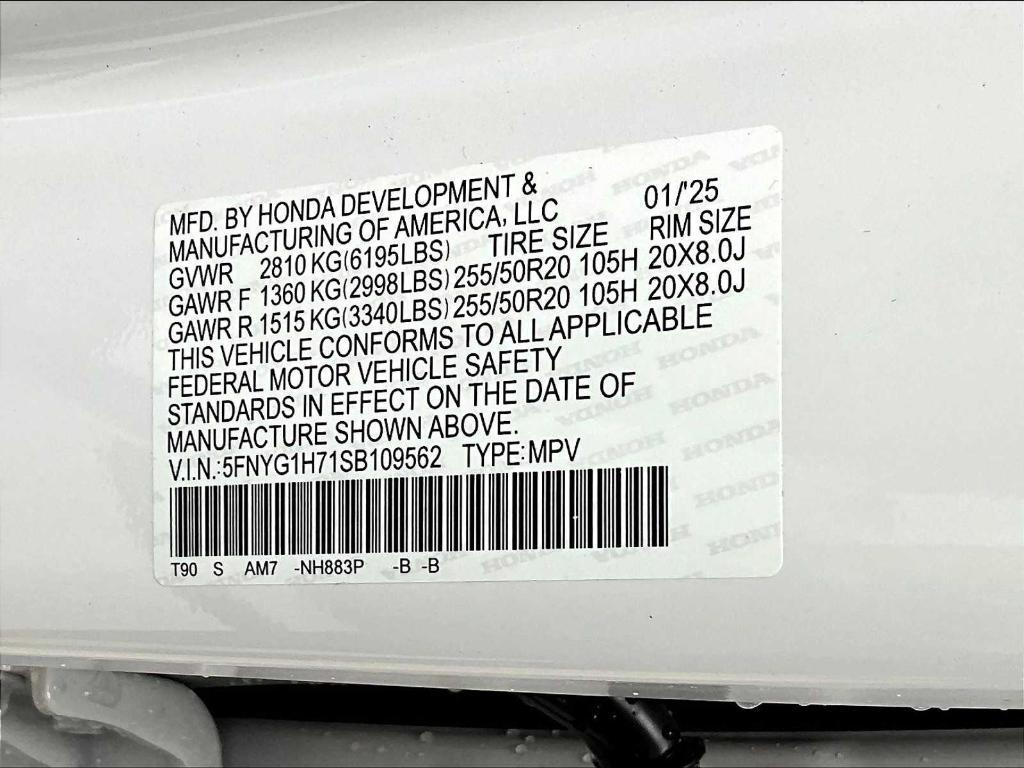 MFD. BY HONDA DEVELOPMENT &
MANUFACTURING OF AMERICA, LLC 01/'25
GVWR 2810 KG(6195LBS) TIRE SIZE RIM SIZE
GAWR F 1360 KG(2998LBS) 255/50R20 105H 20X8.0J
GAWR R 1515 KG(3340LBS) 255/50R20 105H 20X8.0J
THIS VEHICLE CONFORMS TO ALL APPLICABLE
FEDERAL MOTOR VEHICLE SAFETY
STANDARDS IN EFFECT ON THE DATE OF
MANUFACTURE SHOWN ABOVE.
V.I.N.:5FNYG1H71SB109562 TYPE:MPV
T90 S AM7 -NH883P -B -B